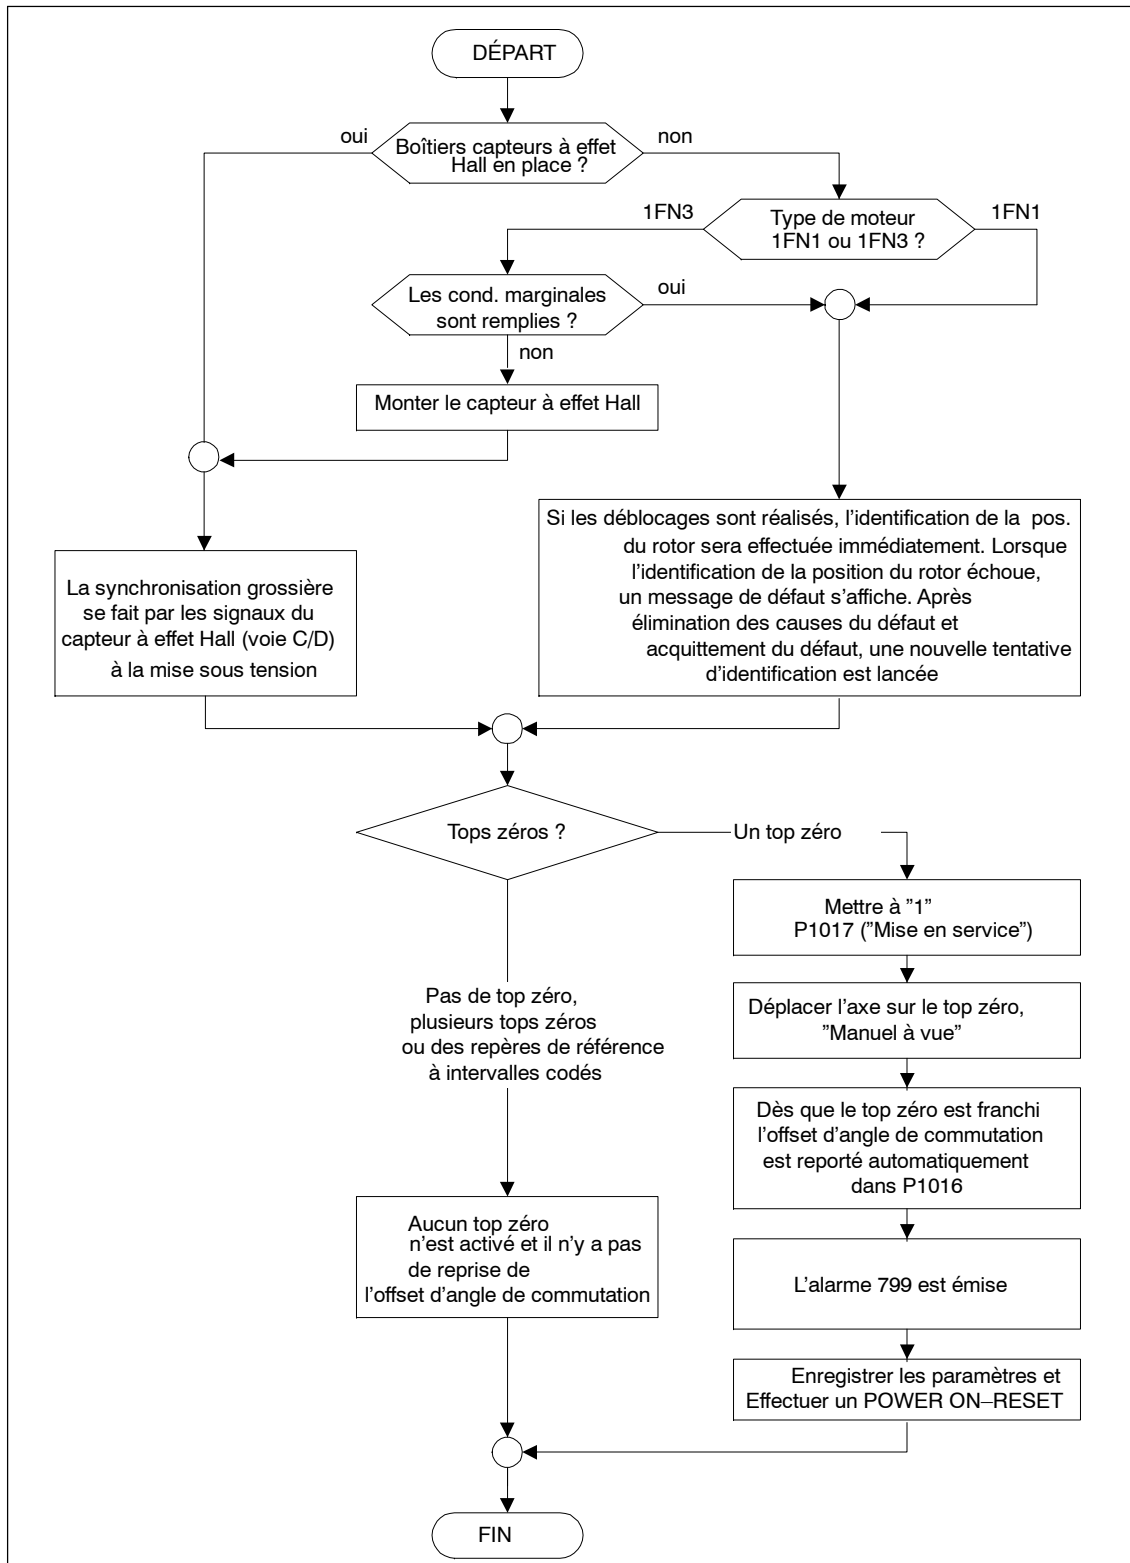 DÉPART
oui
Boîtiers capteurs à effet
Hall en place ?
non
1FN3
Type de moteur
1FN1 ou 1FN3 ?
1FN1
Les cond. marginales
sont remplies ?
oui
non
Monter le capteur à effet Hall
Si les déblocages sont réalisés, l’identification de la pos.
du rotor sera effectuée immédiatement. Lorsque
l’identification de la position du rotor échoue,
un message de défaut s’affiche. Après
élimination des causes du défaut et
acquittement du défaut, une nouvelle tentative
d’identification est lancée
La synchronisation grossière
se fait par les signaux du
capteur à effet Hall (voie C/D)
à la mise sous tension
Tops zéros ?
Un top zéro
Mettre à ”1”
P1017 (”Mise en service”)
Déplacer l’axe sur le top zéro,
”Manuel à vue”
Pas de top zéro,
plusieurs tops zéros
ou des repères de référence
à intervalles codés
Dès que le top zéro est franchi
l’offset d’angle de commutation
est reporté automatiquement
dans P1016
Aucun top zéro
n’est activé et il n’y a pas
de reprise de
l’offset d’angle de commutation
L’alarme 799 est émise
Enregistrer les paramètres et
Effectuer un POWER ON–RESET
FIN